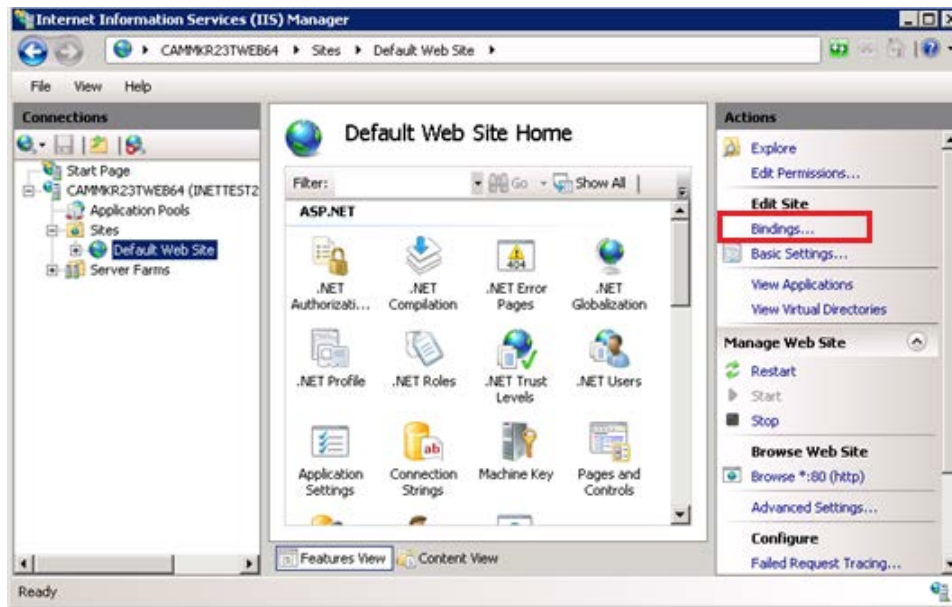 Internet Information Services (IIS) Manager
CAMMKR23TWEB64 Sites Default Web Site
File View Help
Connections
Start Page
CAMMKR23TWEB64 (INETTEST2
Application Pools
Sites
Default Web Site
Server Farms
Default Web Site Home
Filter: Go Show All
ASP.NET
.NET Authorizati...
.NET Compilation
404
.NET Error Pages
.NET Globalization
.NET Profile
.NET Roles
.NET Trust Levels
.NET Users
Application Settings
ab
Connection Strings
Machine Key
Pages and Controls
Features View Content View
Actions
Explore
Edit Permissions...
Edit Site
Bindings...
Basic Settings...
View Applications
View Virtual Directories
Manage Web Site
Restart
Start
Stop
Browse Web Site
Browse *:80 (http)
Advanced Settings...
Configure
Failed Request Tracing...
Ready